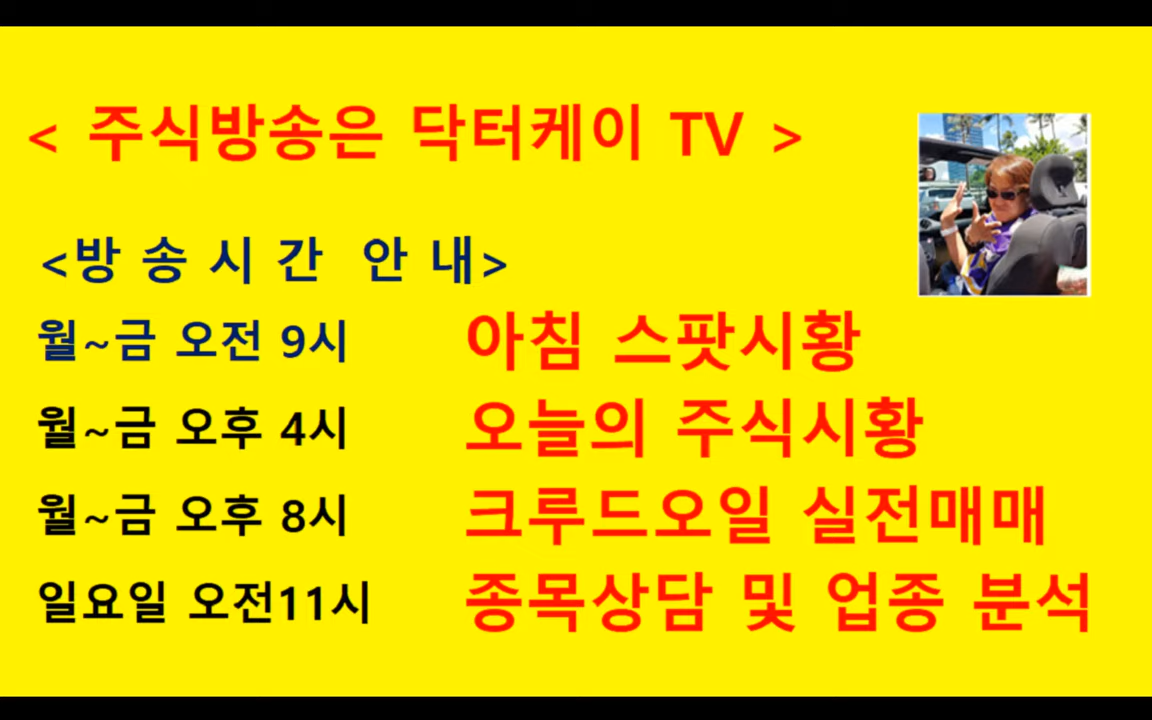 < 주식방송은 닥터케이 TV >
<방 송 시 간 안 내>
월~금 오전 9시 아침 스팟시황
월~금 오후 4시 오늘의 주식시황
월~금 오후 8시 크루드오일 실전매매
일요일 오전11시 종목상담 및 업종 분석